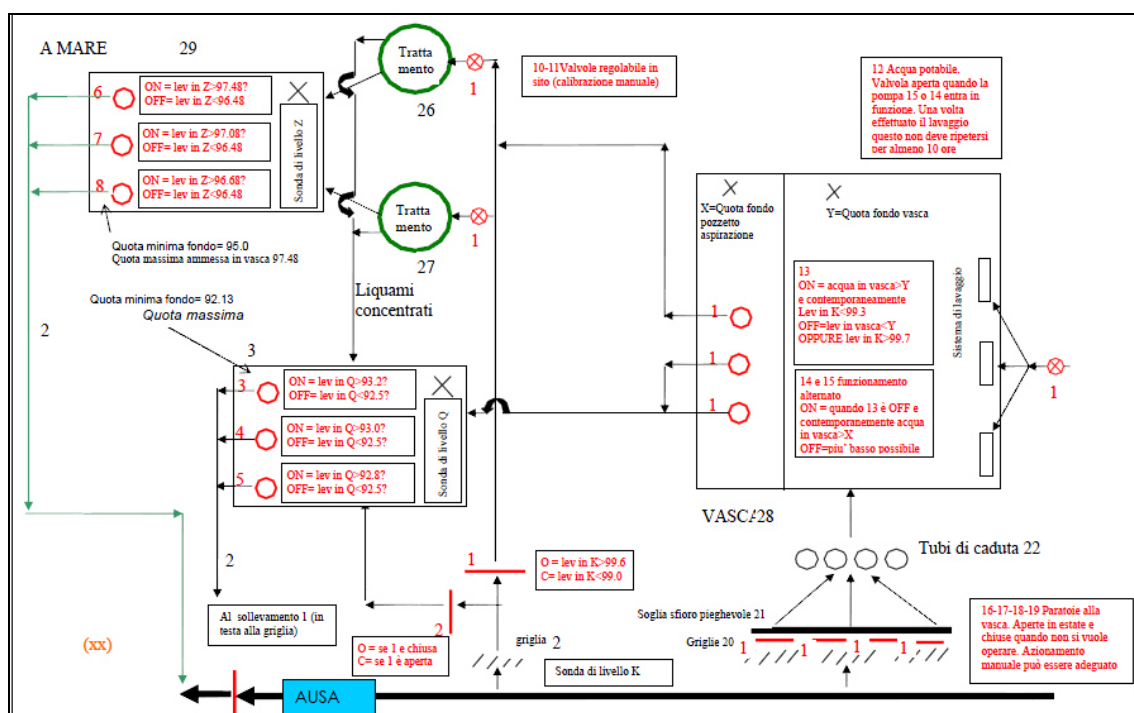 A MARE
29
6
ON = lev in Z>97.48?
OFF= lev in Z<96.48
7
ON = lev in Z>97.08?
OFF= lev in Z<96.48
8
ON = lev in Z>96.68?
OFF= lev in Z<96.48
Sonda di livello Z
Tratta
mento
26
1
Tratta
mento
27
1
10-11Valvole regolabile in
sito (calibrazione manuale)
12 Acqua potabile.
Valvola aperta quando la
pompa 15 o 14 entra in
funzione. Una volta
effettuato il lavaggio
questo non deve ripetersi
per almeno 10 ore
Quota minima fondo= 95.0
Quota massima ammessa in vasca 97.48
Quota minima fondo= 92.13
Quota massima
Liquami
concentrati
2
3
3
ON = lev in Q>93.2?
OFF= lev in Q<92.5?
4
ON = lev in Q>93.0?
OFF= lev in Q<92.5?
5
ON = lev in Q>92.8?
OFF= lev in Q<92.5?
Sonda di livello Q
X=Quota fondo
pozzetto
aspirazione
Y=Quota fondo vasca
1
1
1
13
ON = acqua in vasca>Y
e contemporaneamente
Lev in K<99.3
OFF=lev in vasca<Y
OPPURE lev in K>99.7
14 e 15 funzionamento
alternato
ON = quando 13 è OFF e
contemporanemente acqua
in vasca>X
OFF=piu' basso possibile
Sistema di lavaggio
1
VASCA28
Tubi di caduta 22
2
1
O = lev in K>99.6
C= lev in K<99.0
Al sollevamento 1 (in
testa alla griglia)
2
O = se 1 e chiusa
C= se 1 è aperta
griglia
2
Sonda di livello K
Soglia sfioro pieghevole 21
Griglie 20
1
1
1
1
16-17-18-19 Paratoie alla
vasca. Aperte in estate e
chiuse quando non si vuole
operare. Azionamento
manuale può essere adeguato
(xx)
AUSA